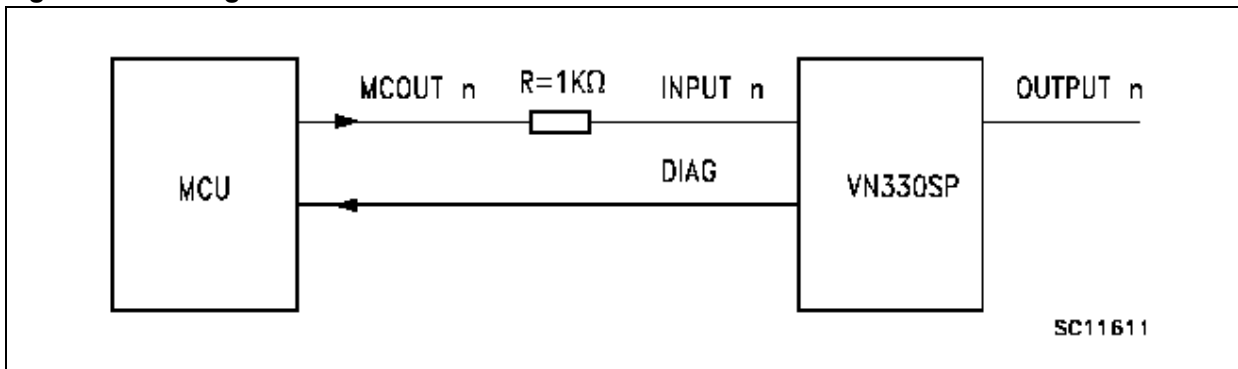 MCOUT n
R=1KΩ
INPUT n
OUTPUT n
DIAG
MCU
VN330SP
SC11611